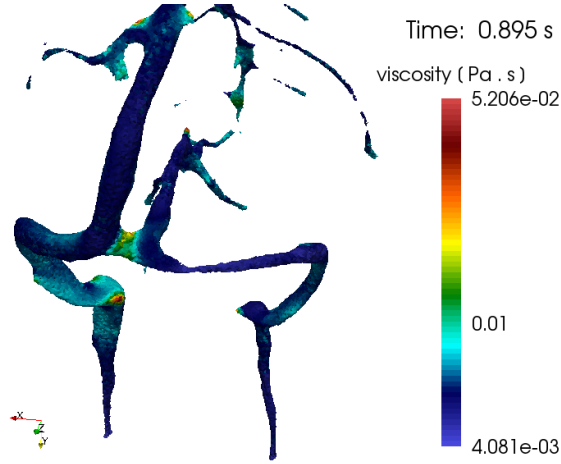 Time: 0.895 s
viscosity (Pa . s)
5.206e-02
0.01
4.081e-03
X
Z
Y